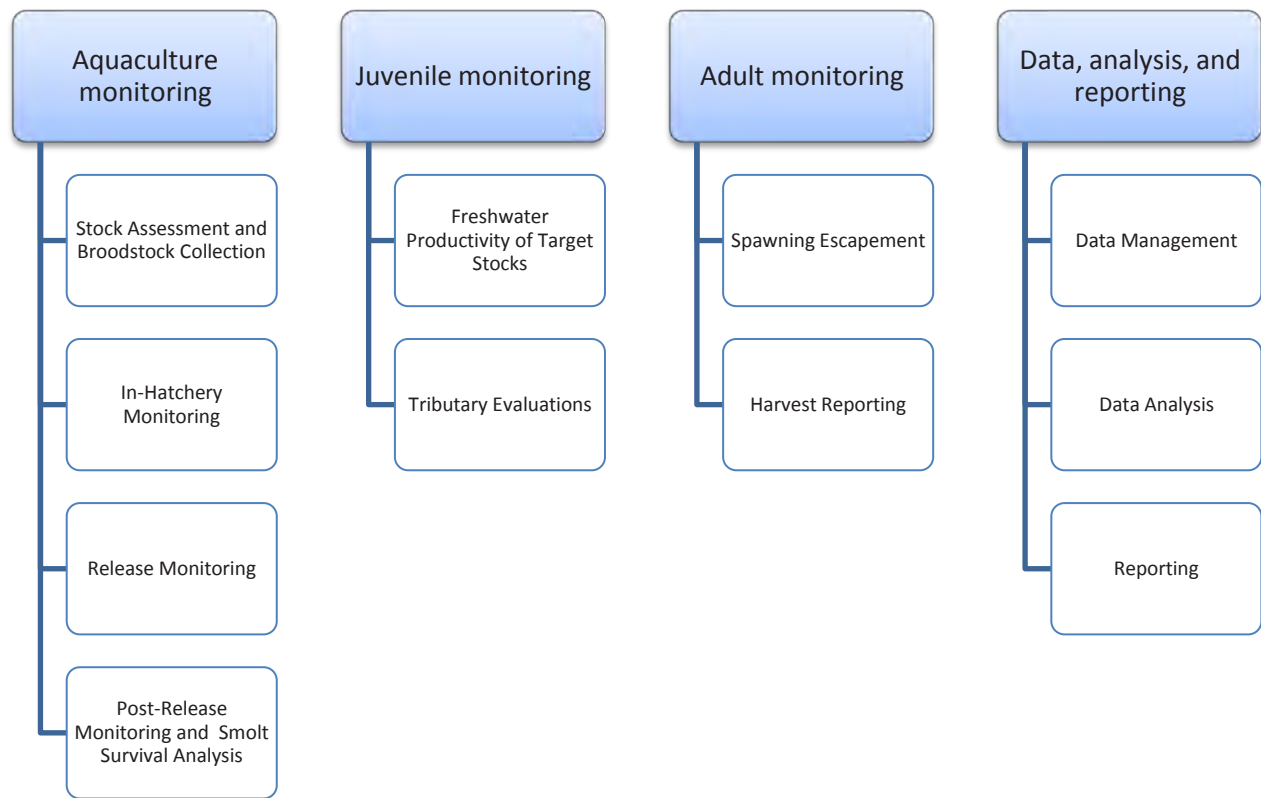 Aquaculture
monitoring
Stock Assessment and
Broodstock Collection
In-Hatchery
Monitoring
Release Monitoring
Post-Release
Monitoring and  Smolt
Survival Analysis
Juvenile monitoring
Freshwater
Productivity of Target
Stocks
Tributary Evaluations
Adult monitoring
Spawning Escapement
Harvest Reporting
Data, analysis, and
reporting
Data Management
Data Analysis
Reporting